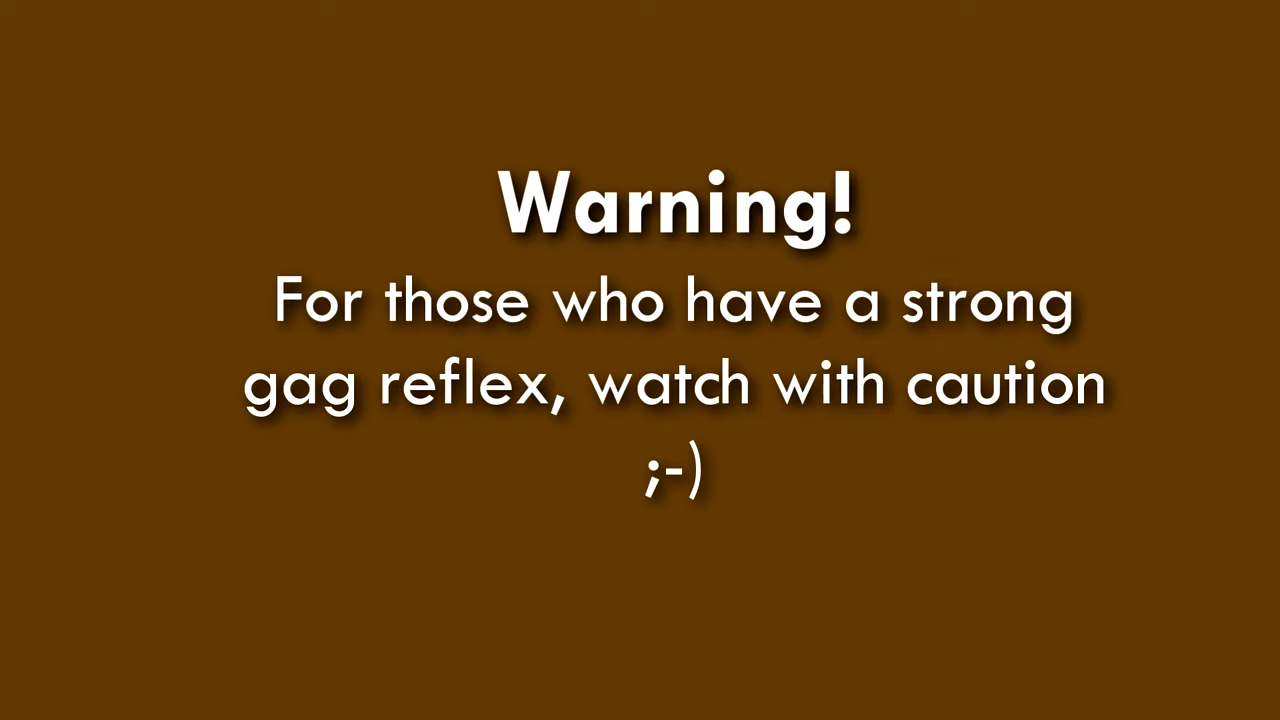 Warning!
For those who have a strong
gag reflex, watch with caution
;-)